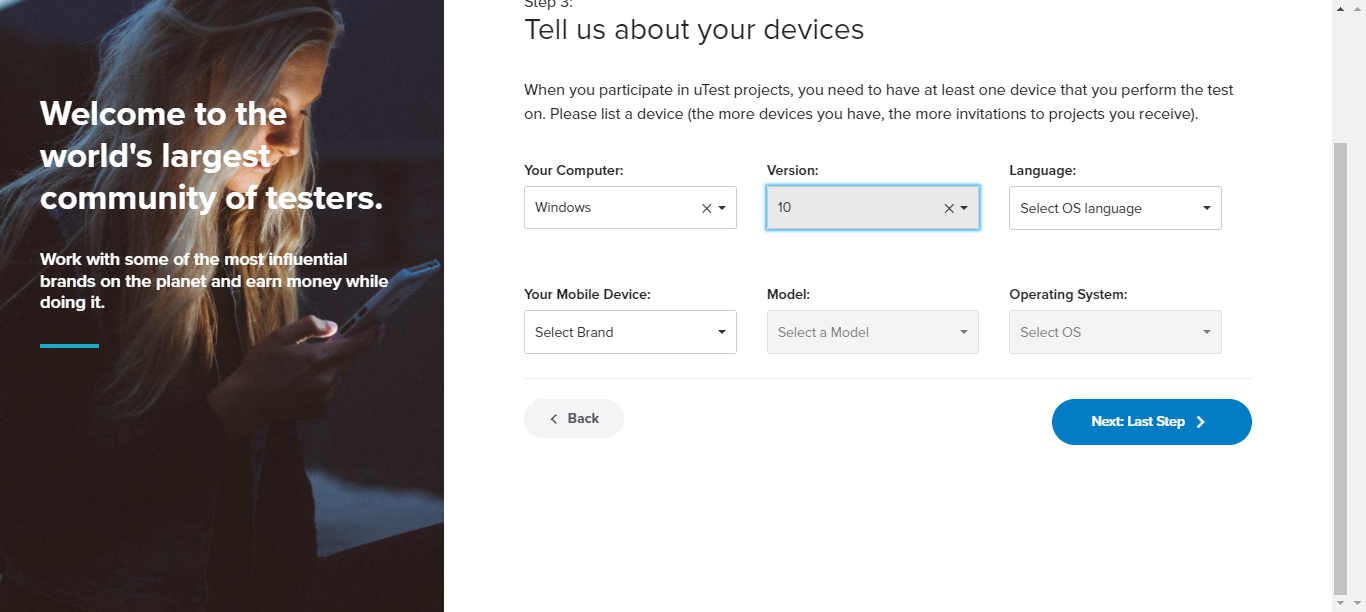 Welcome to the
world's largest
community of testers.
Work with some of the most influential
brands on the planet and earn money while
doing it.
Step 3:
Tell us about your devices
When you participate in uTest projects, you need to have at least one device that you perform the test
on. Please list a device (the more devices you have, the more invitations to projects you receive).
Your Computer: Version: Language:
Windows 10 Select OS language
Your Mobile Device: Model: Operating System:
Select Brand Select a Model Select OS
Back Next: Last Step